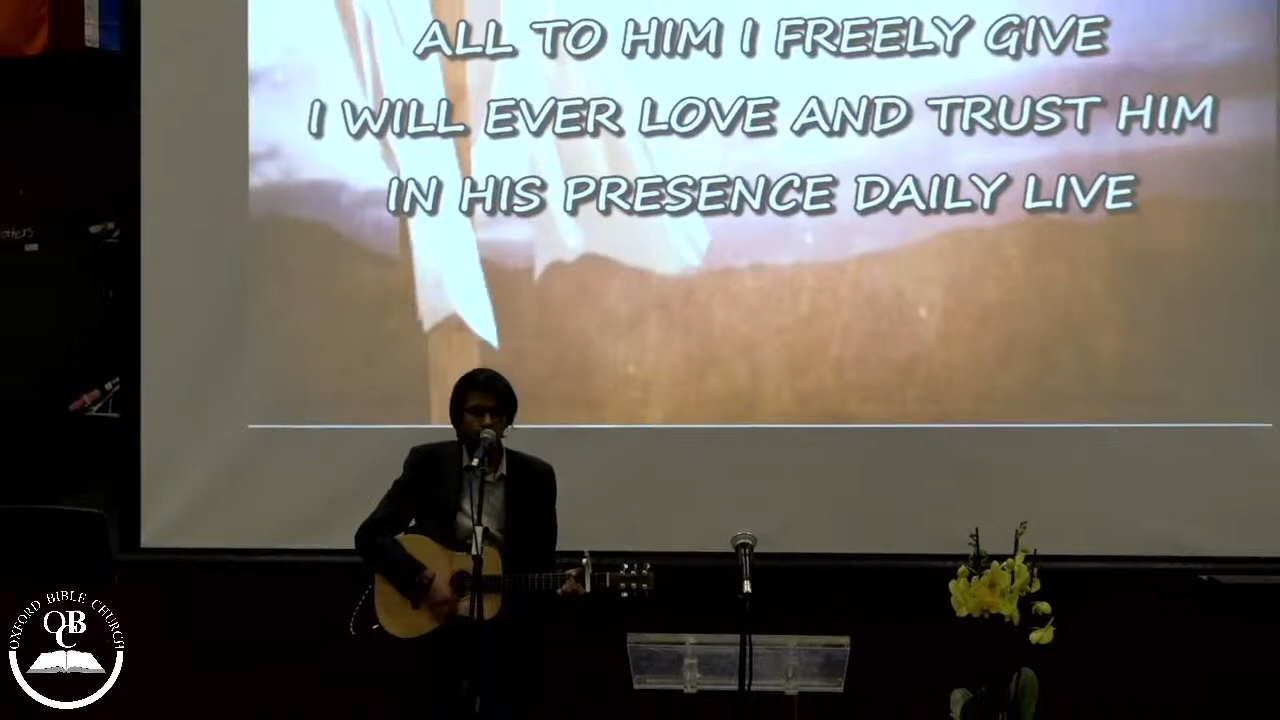 ALL TO HIM I FREELY GIVE
I WILL EVER LOVE AND TRUST HIM
IN HIS PRESENCE DAILY LIVE
OXFORD BIBLE CHURCH
OBC